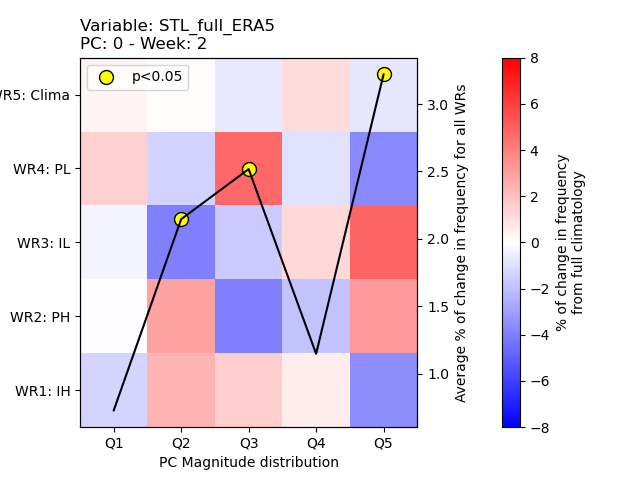 Variable: STL_full_ERA5
PC: 0 - Week: 2
p<0.05
R5: Clima
WR4: PL
WR3: IL
WR2: PH
WR1: IH
Q1 Q2 Q3 Q4 Q5
PC Magnitude distribution
3.0
2.5
2.0
1.5
1.0
Average % of change in frequency for all WRs
8
6
4
2
0
−2
−4
−6
−8
% of change in frequency
from full climatology